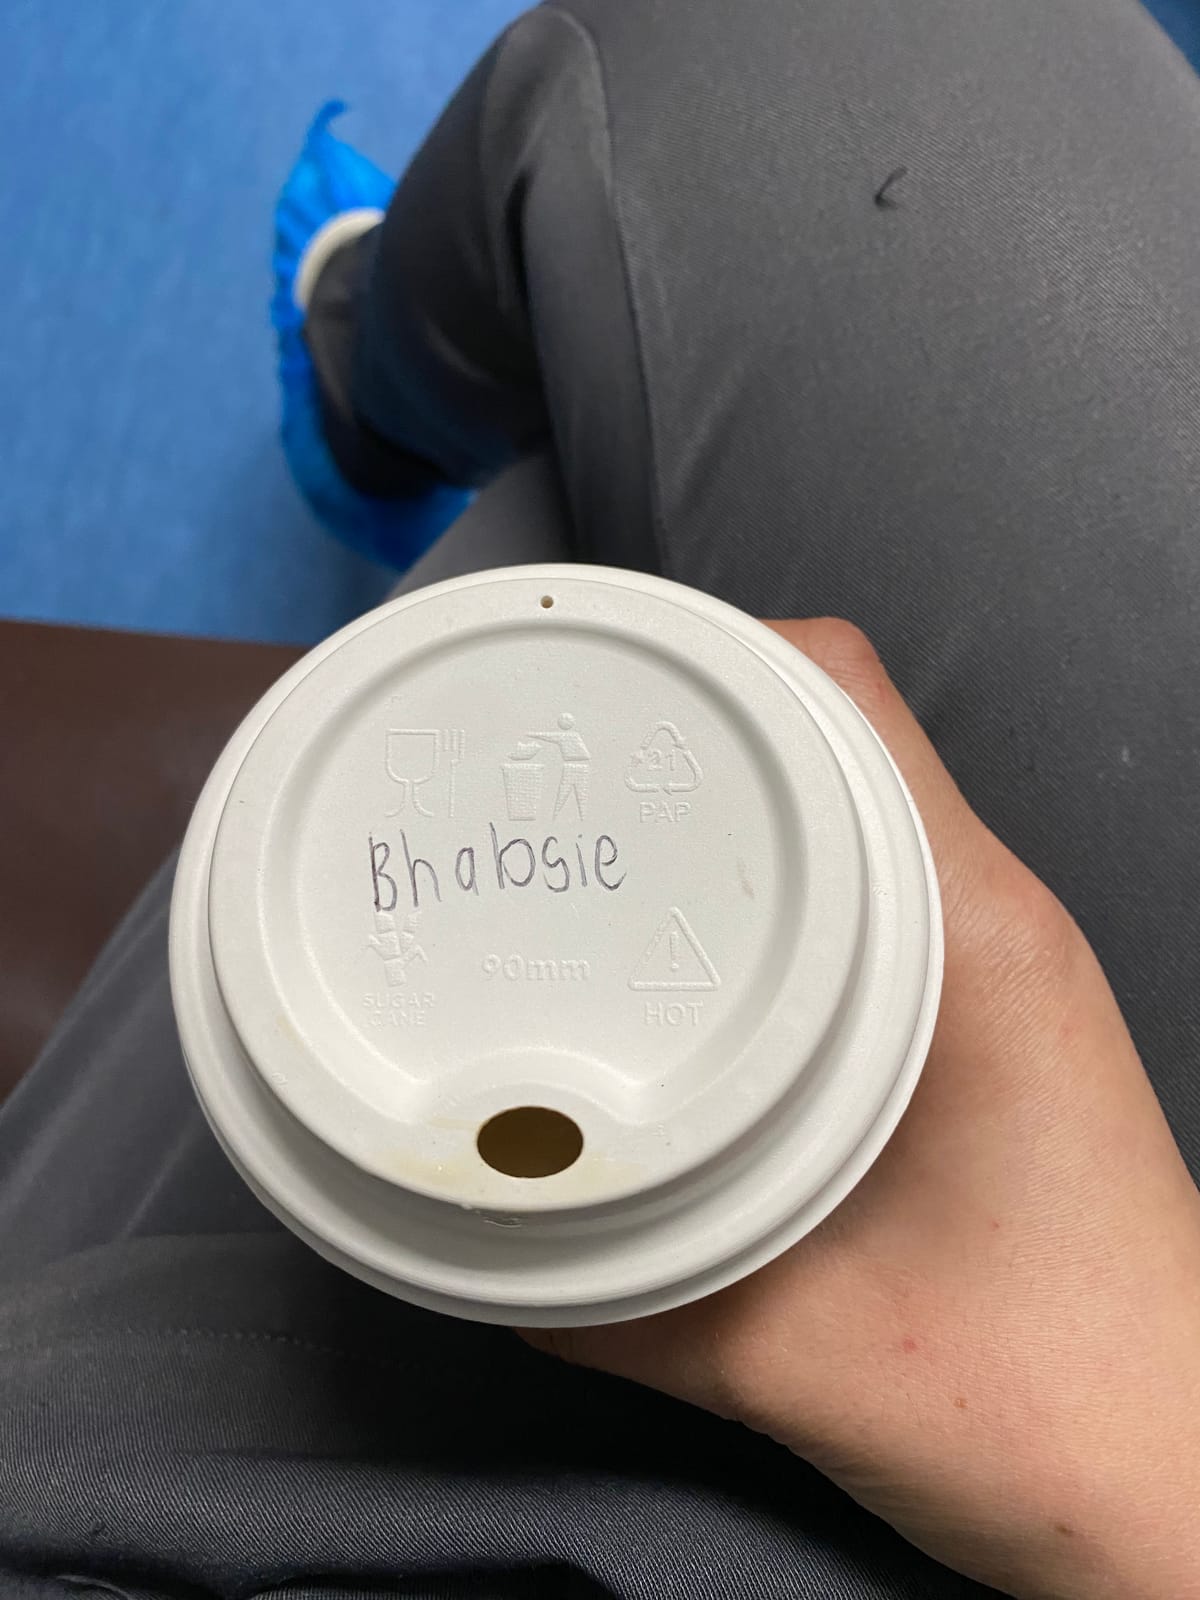 21
PAP
Bhabsie
SUGAR
CANE
90mm
HOT